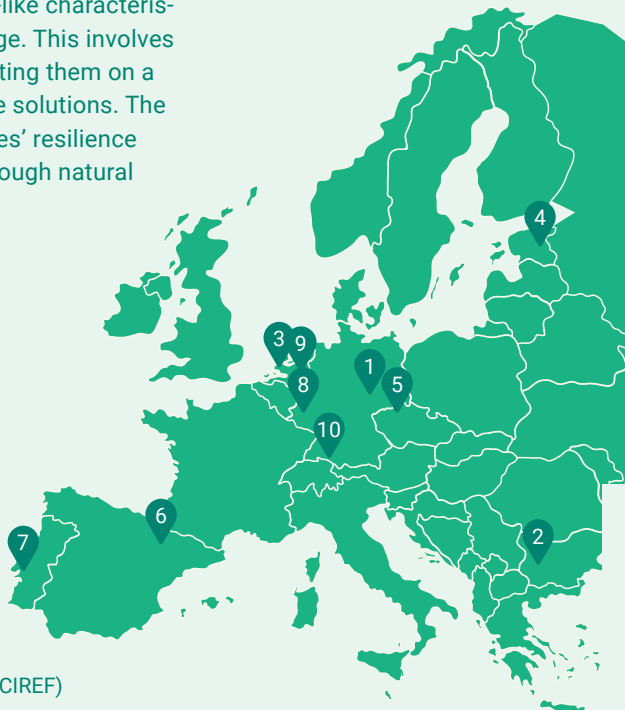 -like characteris-
ge. This involves
ting them on a
e solutions. The
es’ resilience
ough natural
4
3
9
1
8
5
10
6
7
2
CIREF)